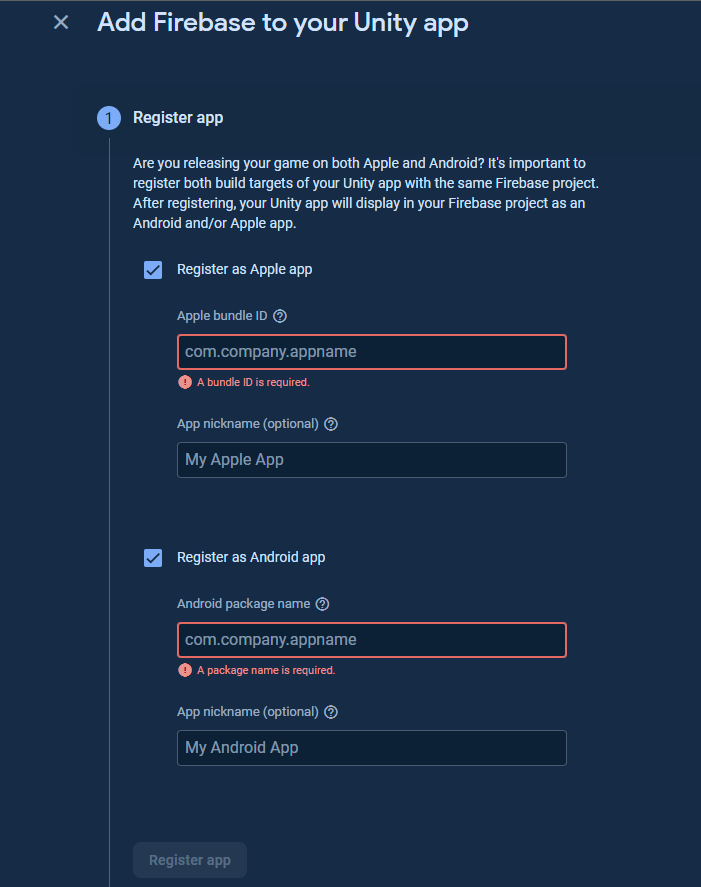 Add Firebase to your Unity app
1
Register app
Are you releasing your game on both Apple and Android? It's important to
register both build targets of your Unity app with the same Firebase project.
After registering, your Unity app will display in your Firebase project as an
Android and/or Apple app.
Register as Apple app
Apple bundle ID
com.company.appname
A bundle ID is required.
App nickname (optional)
My Apple App
Register as Android app
Android package name
com.company.appname
A package name is required.
App nickname (optional)
My Android App
Register app